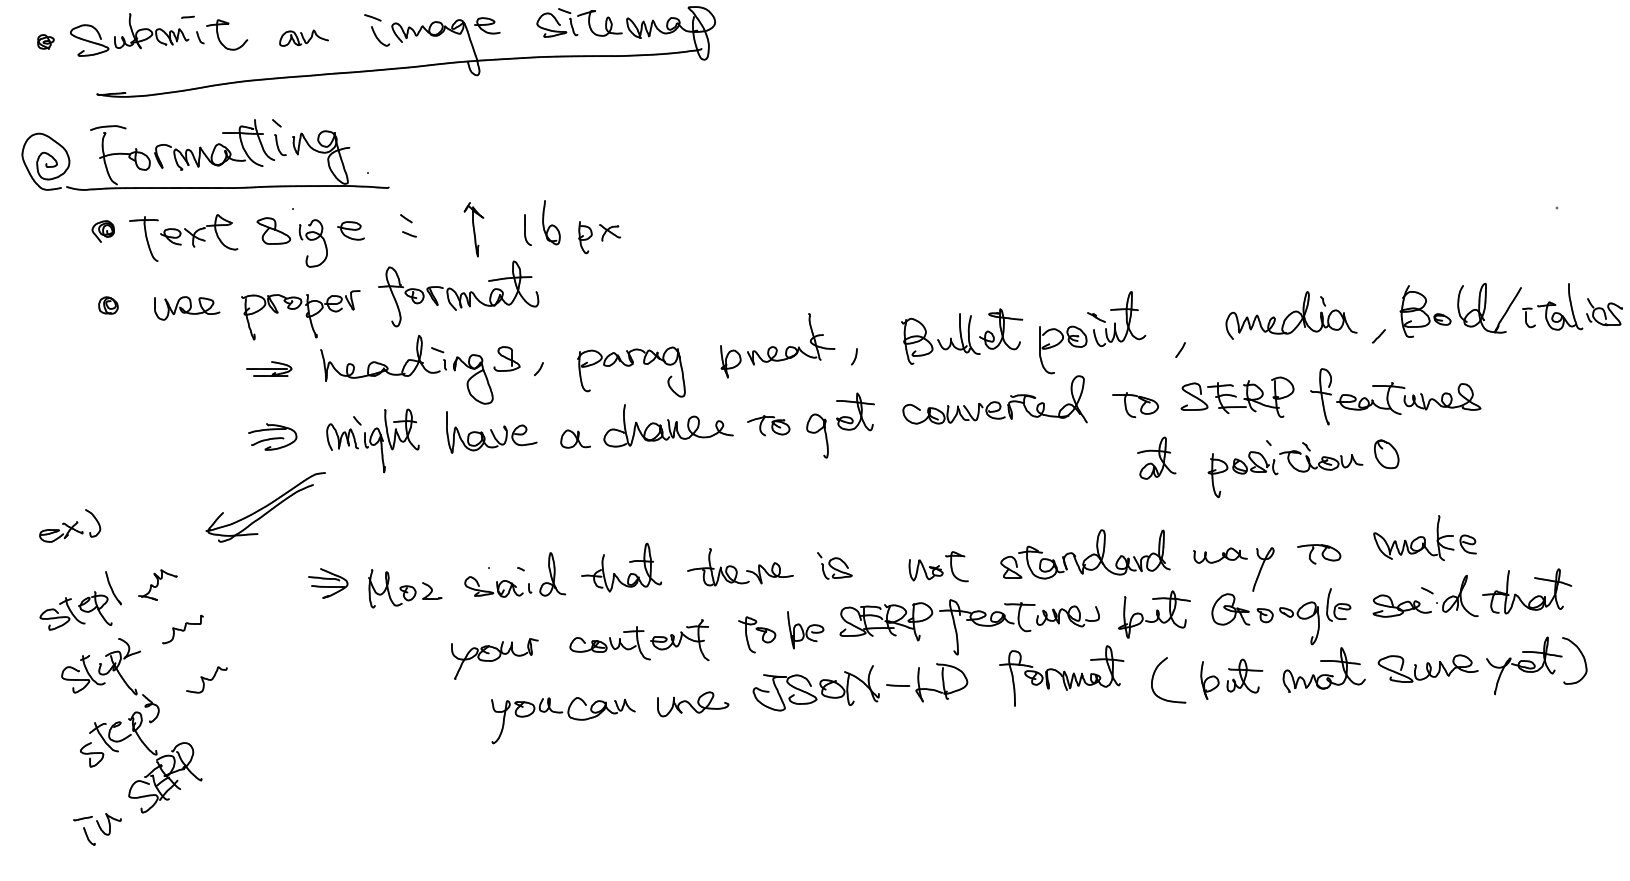 • Submit an image sitemap
@ Formatting
• Text size : ↑ 16px
• use proper format
⇒ headings, parag break, Bullet point, media, Bold/italics
⇒ might have a chance to get converted to SERP features
at position 0
ex)
step1
step2
step3
in SERP
⇒ Moz said that there is not standard way to make
your content to be SERP features but Google said that
you can use JSON-LD format (but not sure yet)